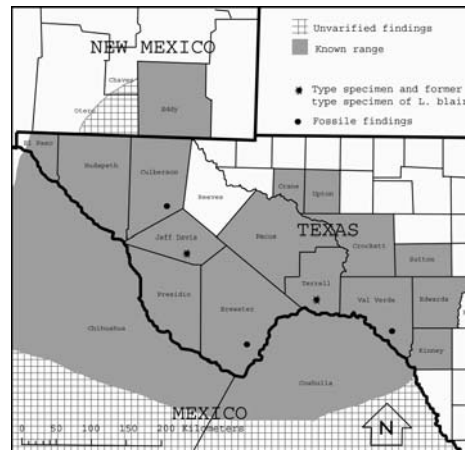 Unvarified findings
NEW MEXICO
Known range
Chaves
Otero
Eddy
Type specimen and former
type specimen of L. blair
Fossile findings
El Paso
Hudspeth
Culberson
Reeves
Crane
Upton
TEXAS
Jeff Davis
Pecos
Crockett
Sutton
Presidio
Brewster
Terrell
Val Verde
Edwards
Kinney
Chihuahua
Coahuila
MEXICO
0 50 100 150 200 Kilometers
N